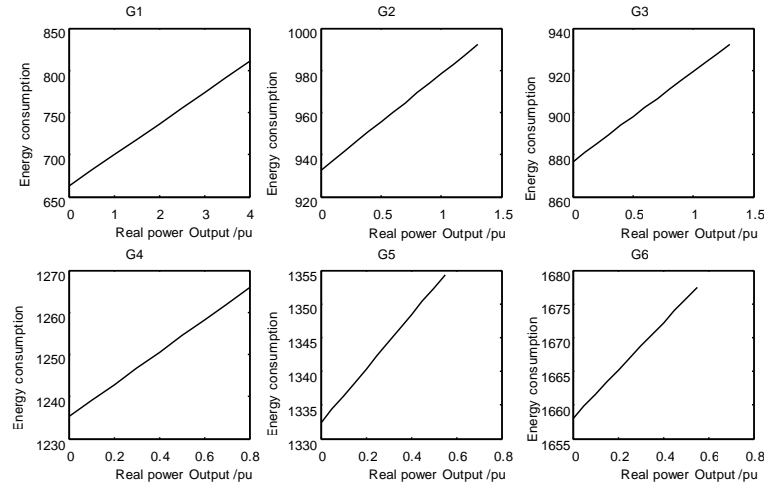 G1
G2
G3
850
800
750
700
650
Energy consumption
0 1 2 3 4
Real power Output /pu
1000
980
960
940
920
Energy consumption
0 0.5 1 1.5
Real power Output /pu
940
920
900
880
860
Energy consumption
0 0.5 1 1.5
Real power Output /pu
G4
G5
G6
1270
1260
1250
1240
1230
Energy consumption
0 0.2 0.4 0.6 0.8
Real power Output /pu
1355
1350
1345
1340
1335
1330
Energy consumption
0 0.2 0.4 0.6 0.8
Real power Output /pu
1680
1675
1670
1665
1660
1655
Energy consumption
0 0.2 0.4 0.6 0.8
Real power Output /pu